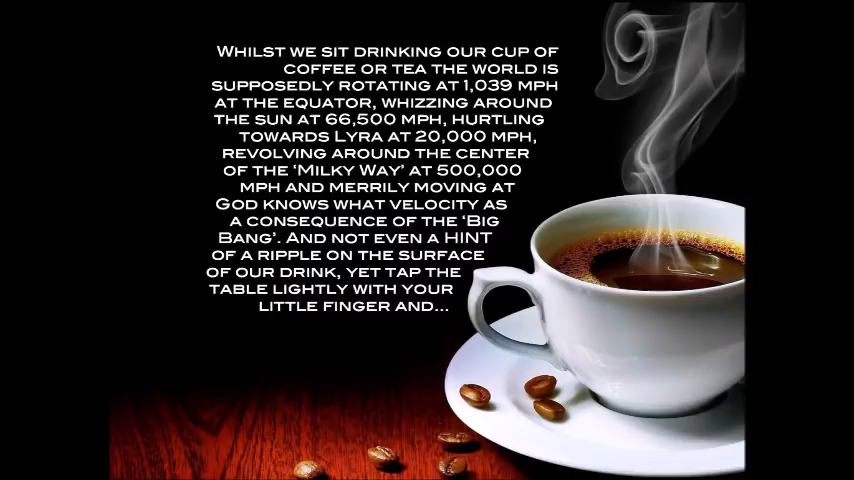 Whilst we sit drinking our cup of
coffee or tea the world is
supposedly rotating at 1,039 mph
at the equator, whizzing around
the sun at 66,500 mph, hurtling
towards Lyra at 20,000 mph,
revolving around the center
of the ‘Milky Way’ at 500,000
mph and merrily moving at
God knows what velocity as
a consequence of the ‘Big
Bang’. And not even a HINT
of a ripple on the surface
of our drink, yet tap the
table lightly with your
little finger and...